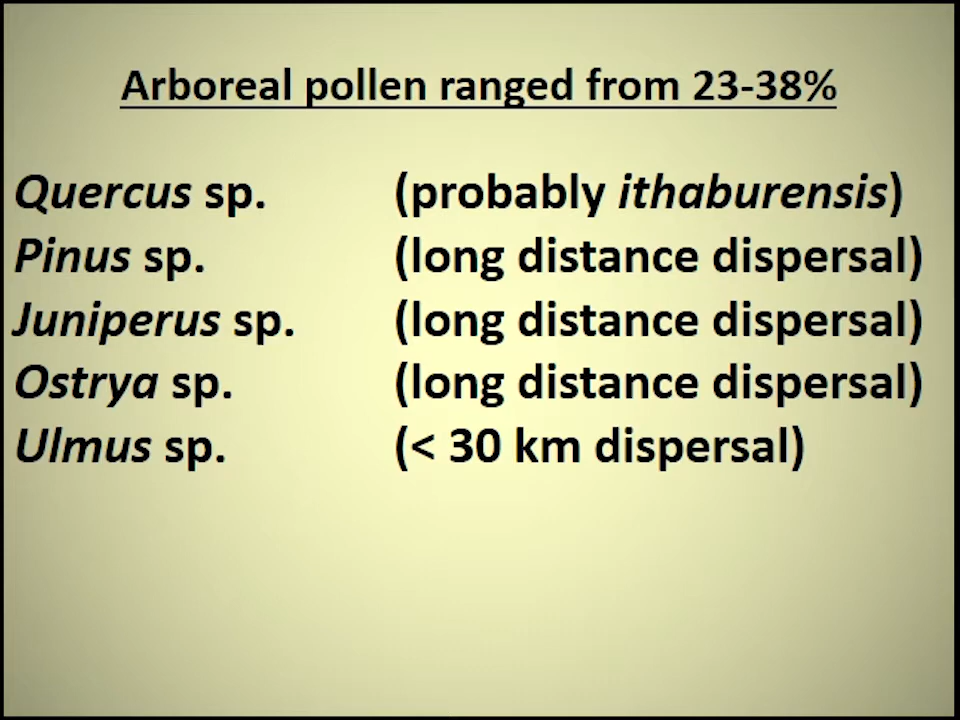 Arboreal pollen ranged from 23-38%
Quercus sp. (probably ithaburensis)
Pinus sp. (long distance dispersal)
Juniperus sp. (long distance dispersal)
Ostrya sp. (long distance dispersal)
Ulmus sp. (< 30 km dispersal)